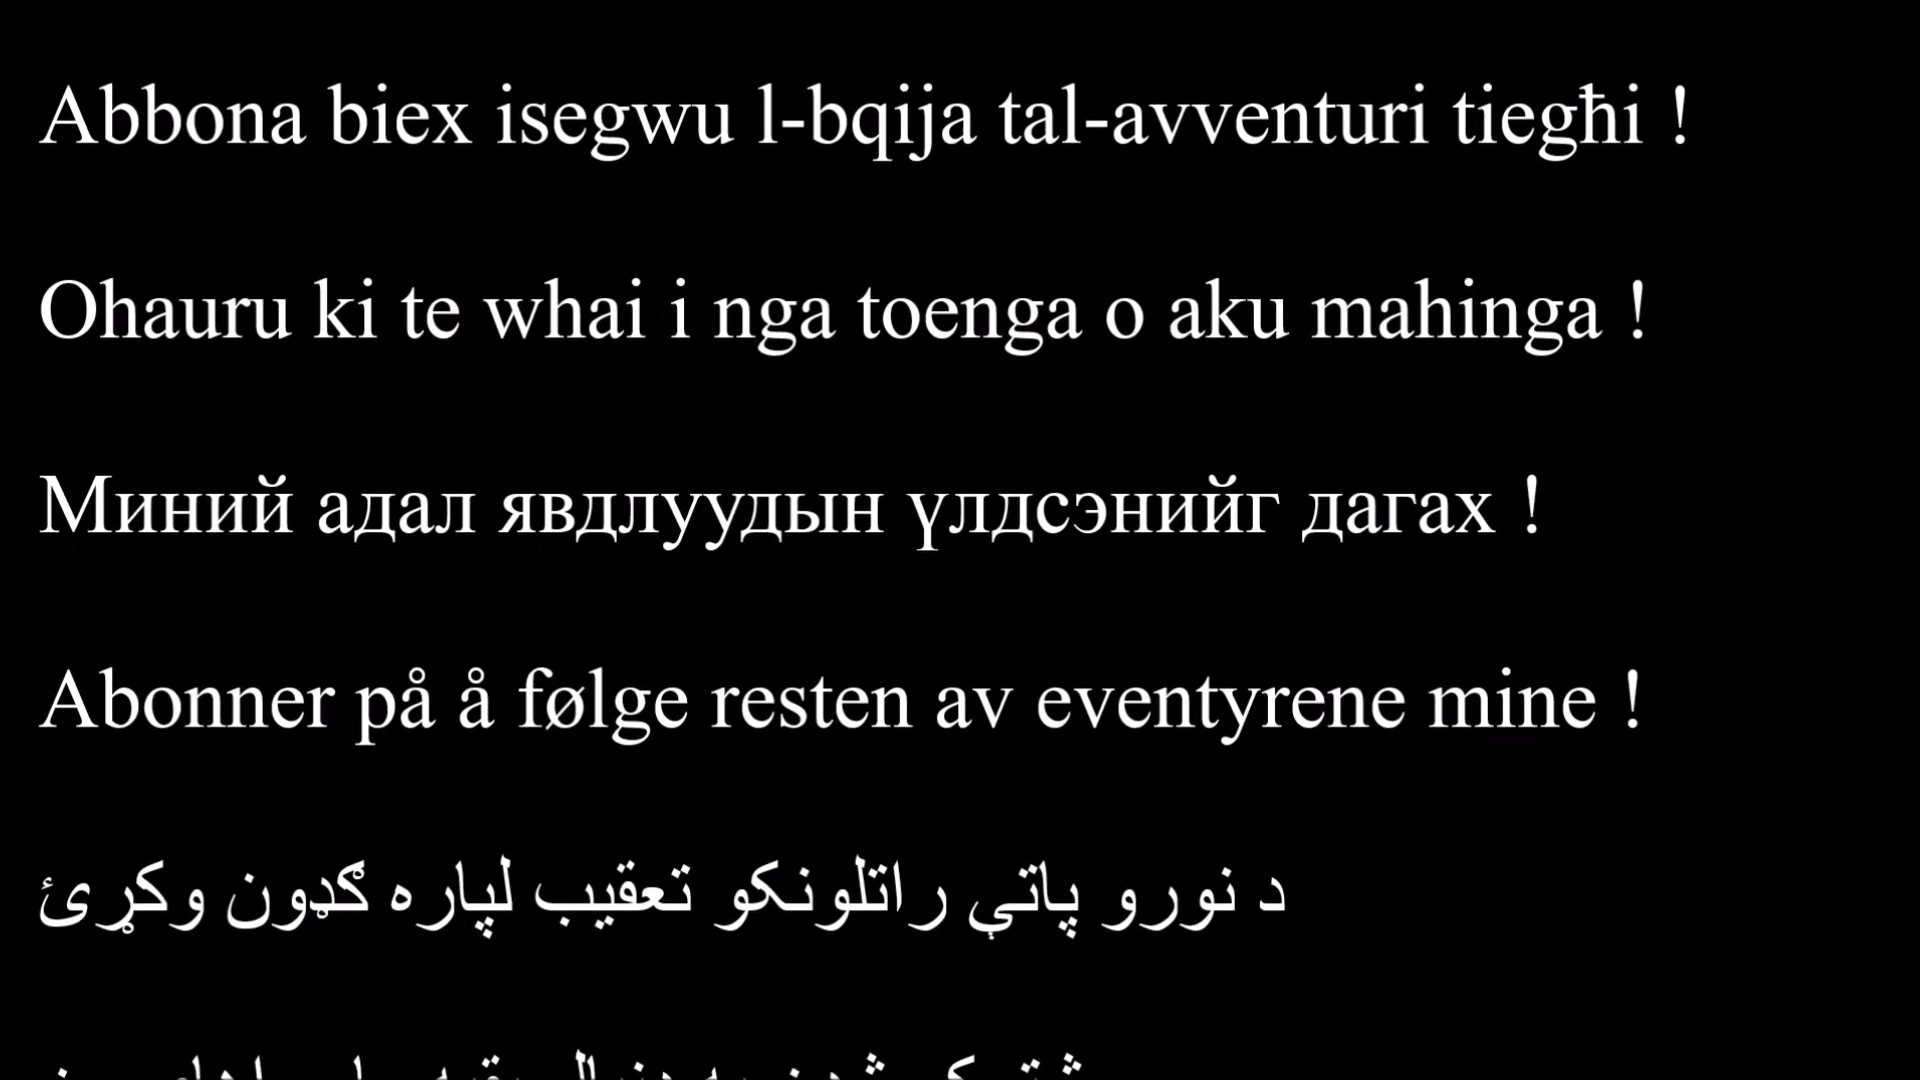 Abbona biex isegwu l-bqija tal-avventuri tiegħi !
Ohauru ki te whai i nga toenga o aku mahinga !
Миний адал явдлуудын үлдсэнийг дагах !
Abonner på å følge resten av eventyrene mine !
د نورو پاتې راتلونکو تعقیب لپاره ګډون وکړئ